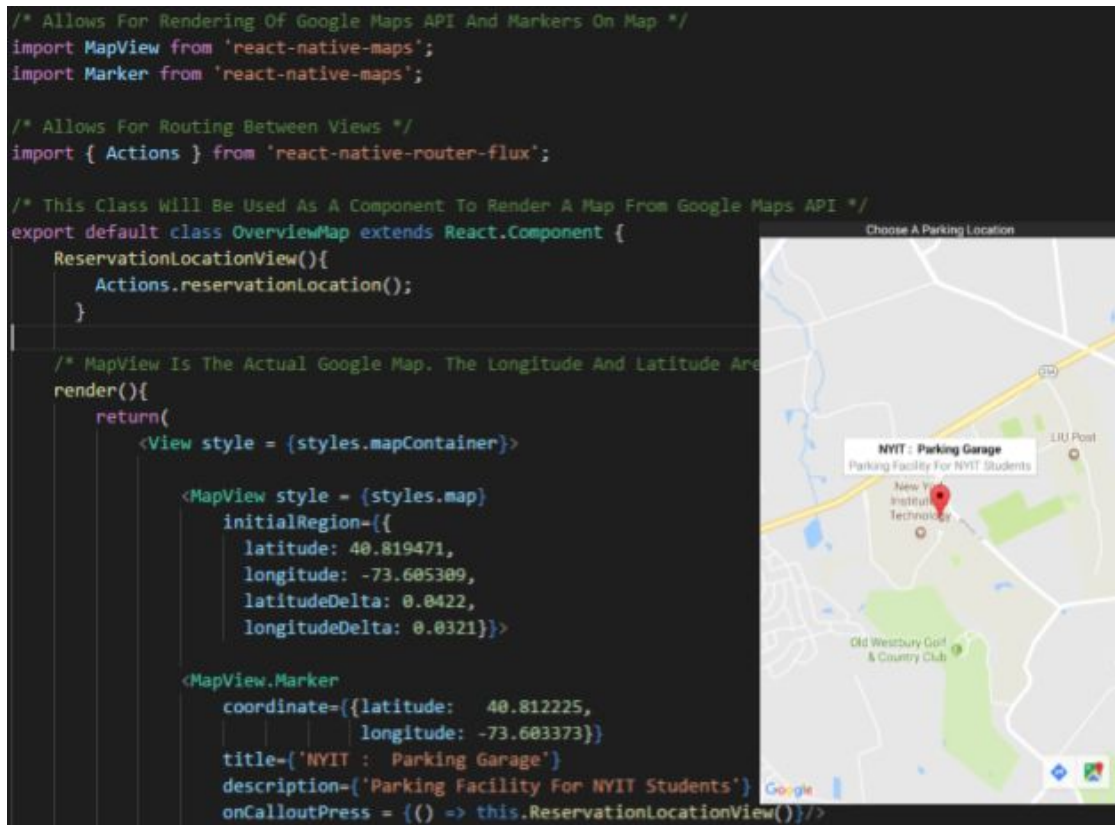 /* Allows For Rendering Of Google Maps API And Markers On Map */
import MapView from 'react-native-maps';
import Marker from 'react-native-maps';
/* Allows For Routing Between Views */
import { Actions } from 'react-native-router-flux';
/* This Class Will Be Used As A Component To Render A Map From Google Maps API */
export default class OverviewMap extends React.Component {
ReservationLocationView(){
Actions.reservationLocation();
}
/* MapView Is The Actual Google Map. The Longitude And Latitude Are
render(){
return(
<View style = {styles.mapContainer}>
<MapView style = {styles.map}
initialRegion={{
latitude: 40.819471,
longitude: -73.605309,
latitudeDelta: 0.0422,
longitudeDelta: 0.0321}}>
<MapView.Marker
coordinate={{latitude: 40.812225,
longitude: -73.603373}}
title={'NYIT : Parking Garage'}
description={'Parking Facility For NYIT Students'}
onCalloutPress = {() => this.ReservationLocationView()}/>
Choose A Parking Location
25A
LIU Post
NYIT : Parking Garage
Parking Facility For NYIT Students
New
Technology
Old Westbury Golf
& Country Club
Google